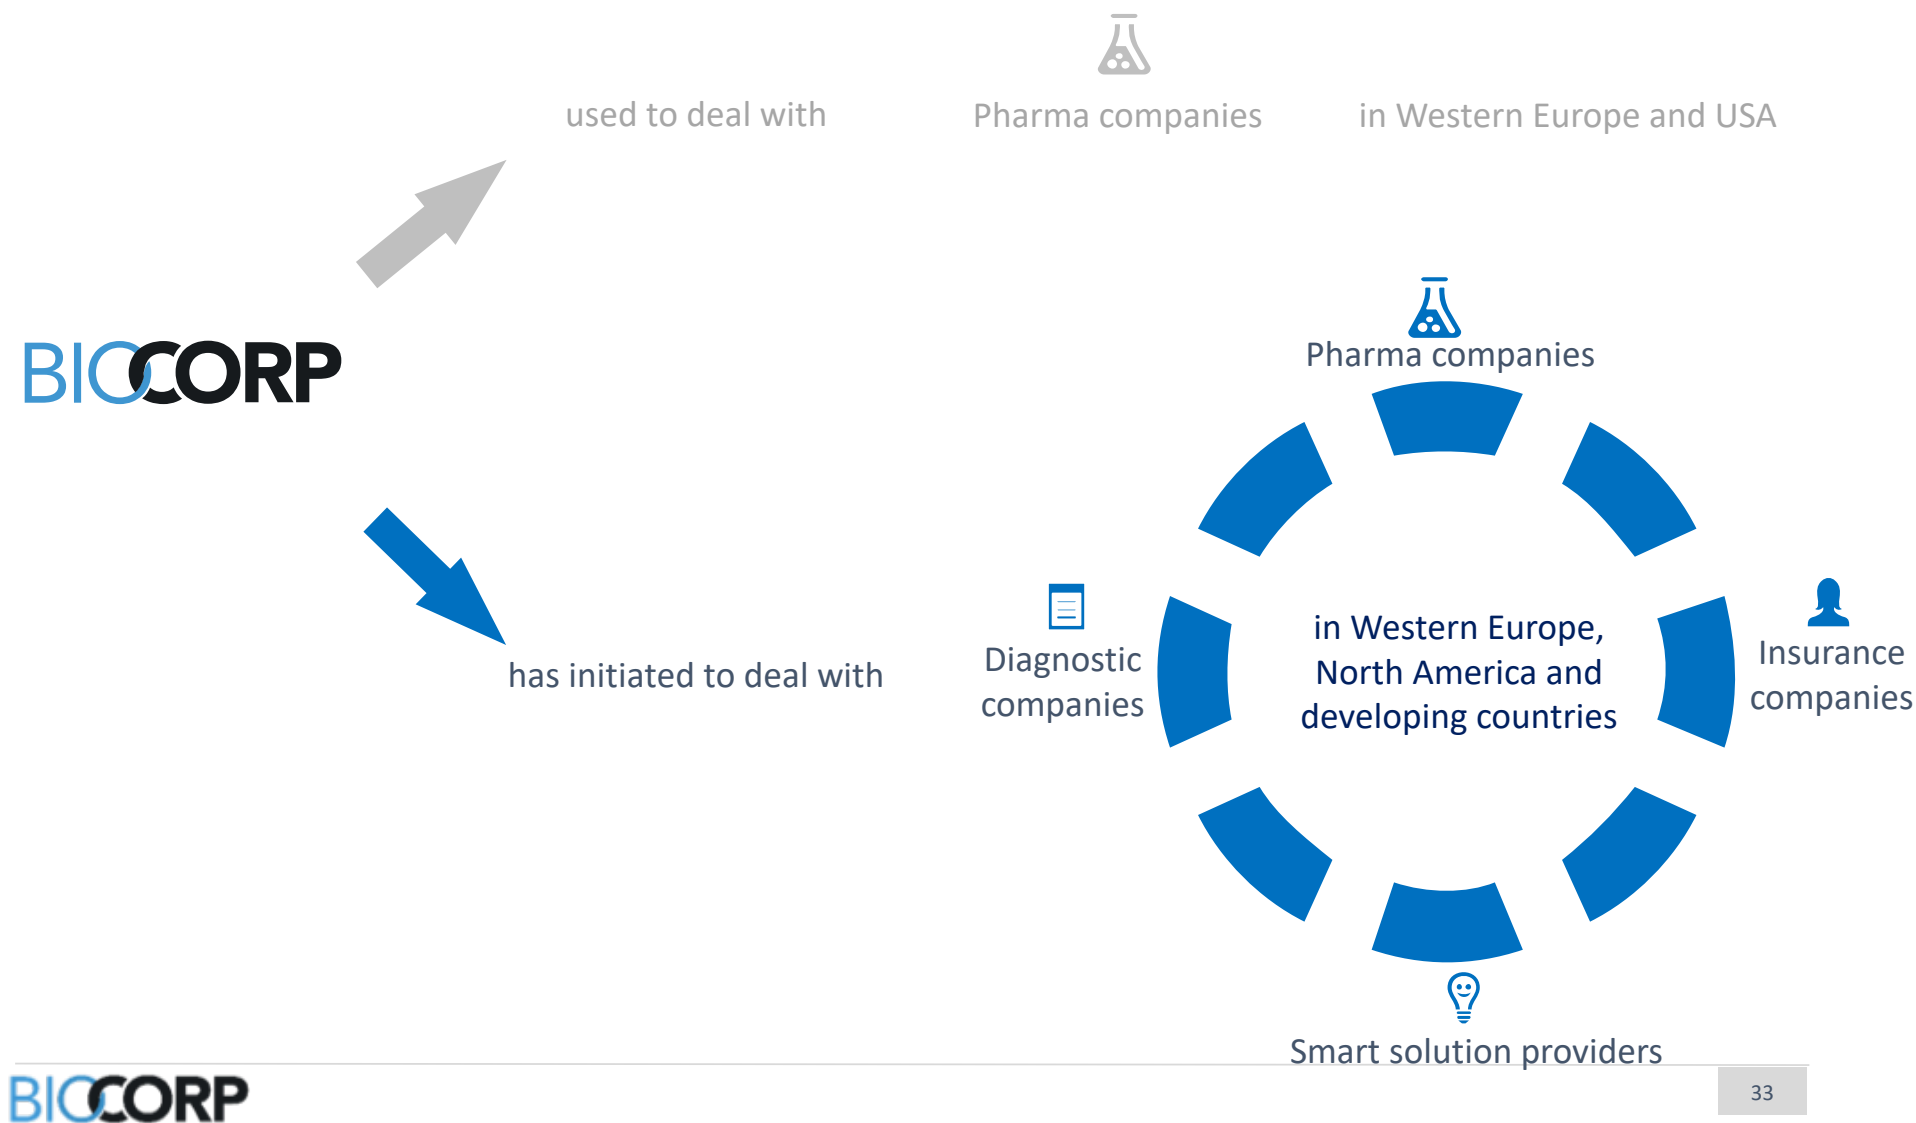 used to deal with
Pharma companies
in Western Europe and USA
BIOCORP
Pharma companies
has initiated to deal with
Diagnostic
companies
in Western Europe,
North America and
developing countries
Insurance
companies
Smart solution providers
BIOCORP
33